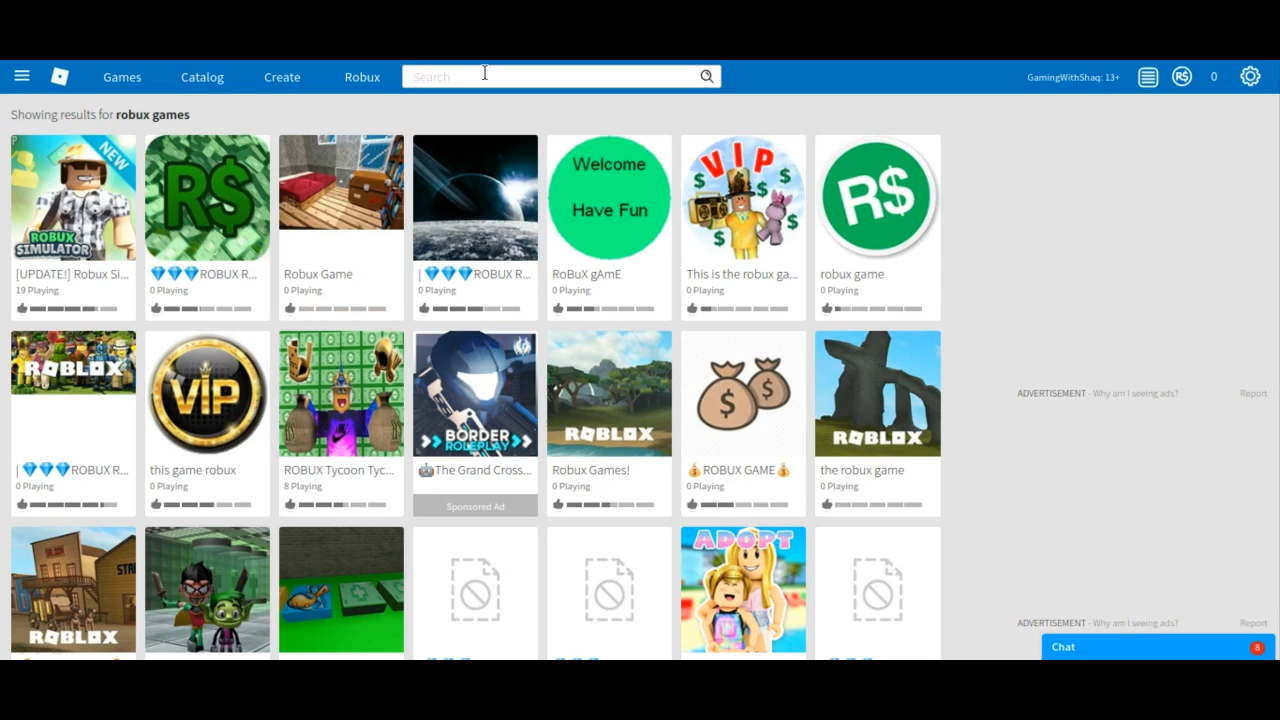 Games Catalog Create Robux Search GamingWithShaq: 13+ R$ 0
Showing results for robux games
NEW
ROBUX
SIMULATOR
R$
Welcome
Have Fun
VIP
R$
[UPDATE!] Robux Si...
19 Playing
💎💎💎ROBUX R...
0 Playing
Robux Game
0 Playing
| 💎💎💎ROBUX R...
0 Playing
RoBuX gAmE
0 Playing
This is the robux ga...
0 Playing
robux game
0 Playing
ROBLOX
VIP
BORDER
ROLEPLAY
ROBLOX
ROBLOX
| 💎💎💎ROBUX R...
0 Playing
this game robux
0 Playing
ROBUX Tycoon Tyc...
8 Playing
🤖The Grand Cross...
Sponsored Ad
Robux Games!
0 Playing
💰ROBUX GAME💰
0 Playing
the robux game
0 Playing
ADVERTISEMENT - Why am I seeing ads? Report
SALOON
ROBLOX
ADOPT
ADVERTISEMENT - Why am I seeing ads? Report
Chat 8